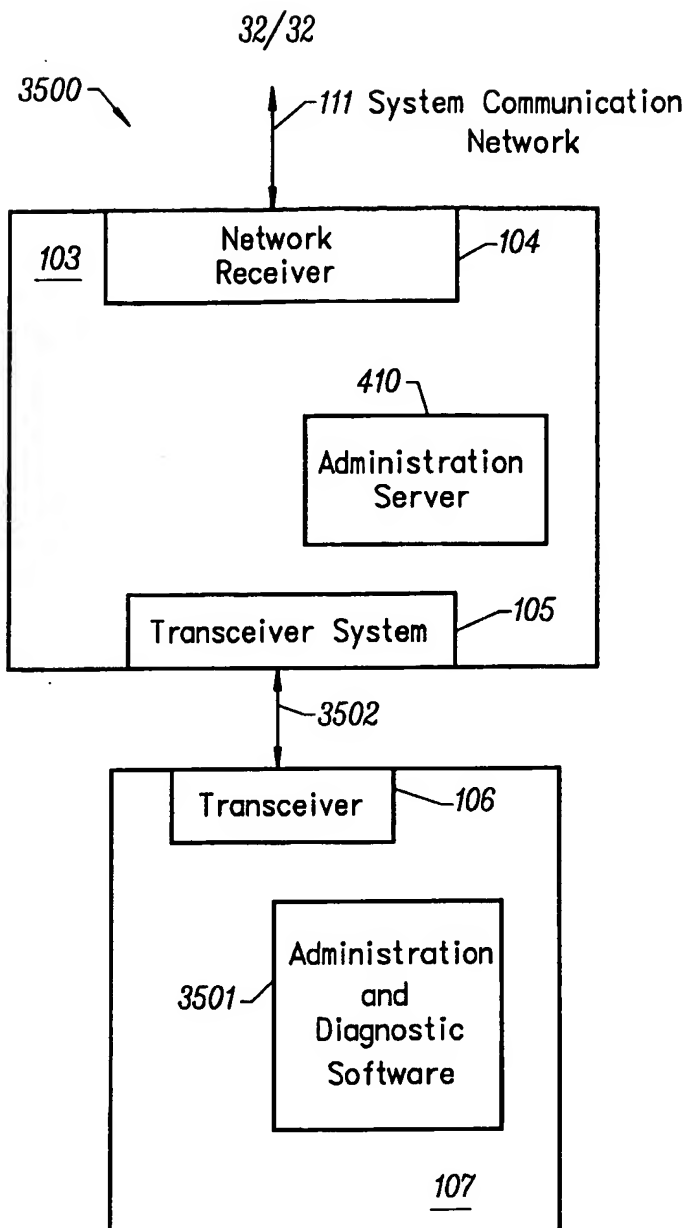 32/32
3500
111 System Communication
Network
103
Network
Receiver
104
410
Administration
Server
Transceiver System
105
3502
Transceiver
106
3501
Administration
and
Diagnostic
Software
107